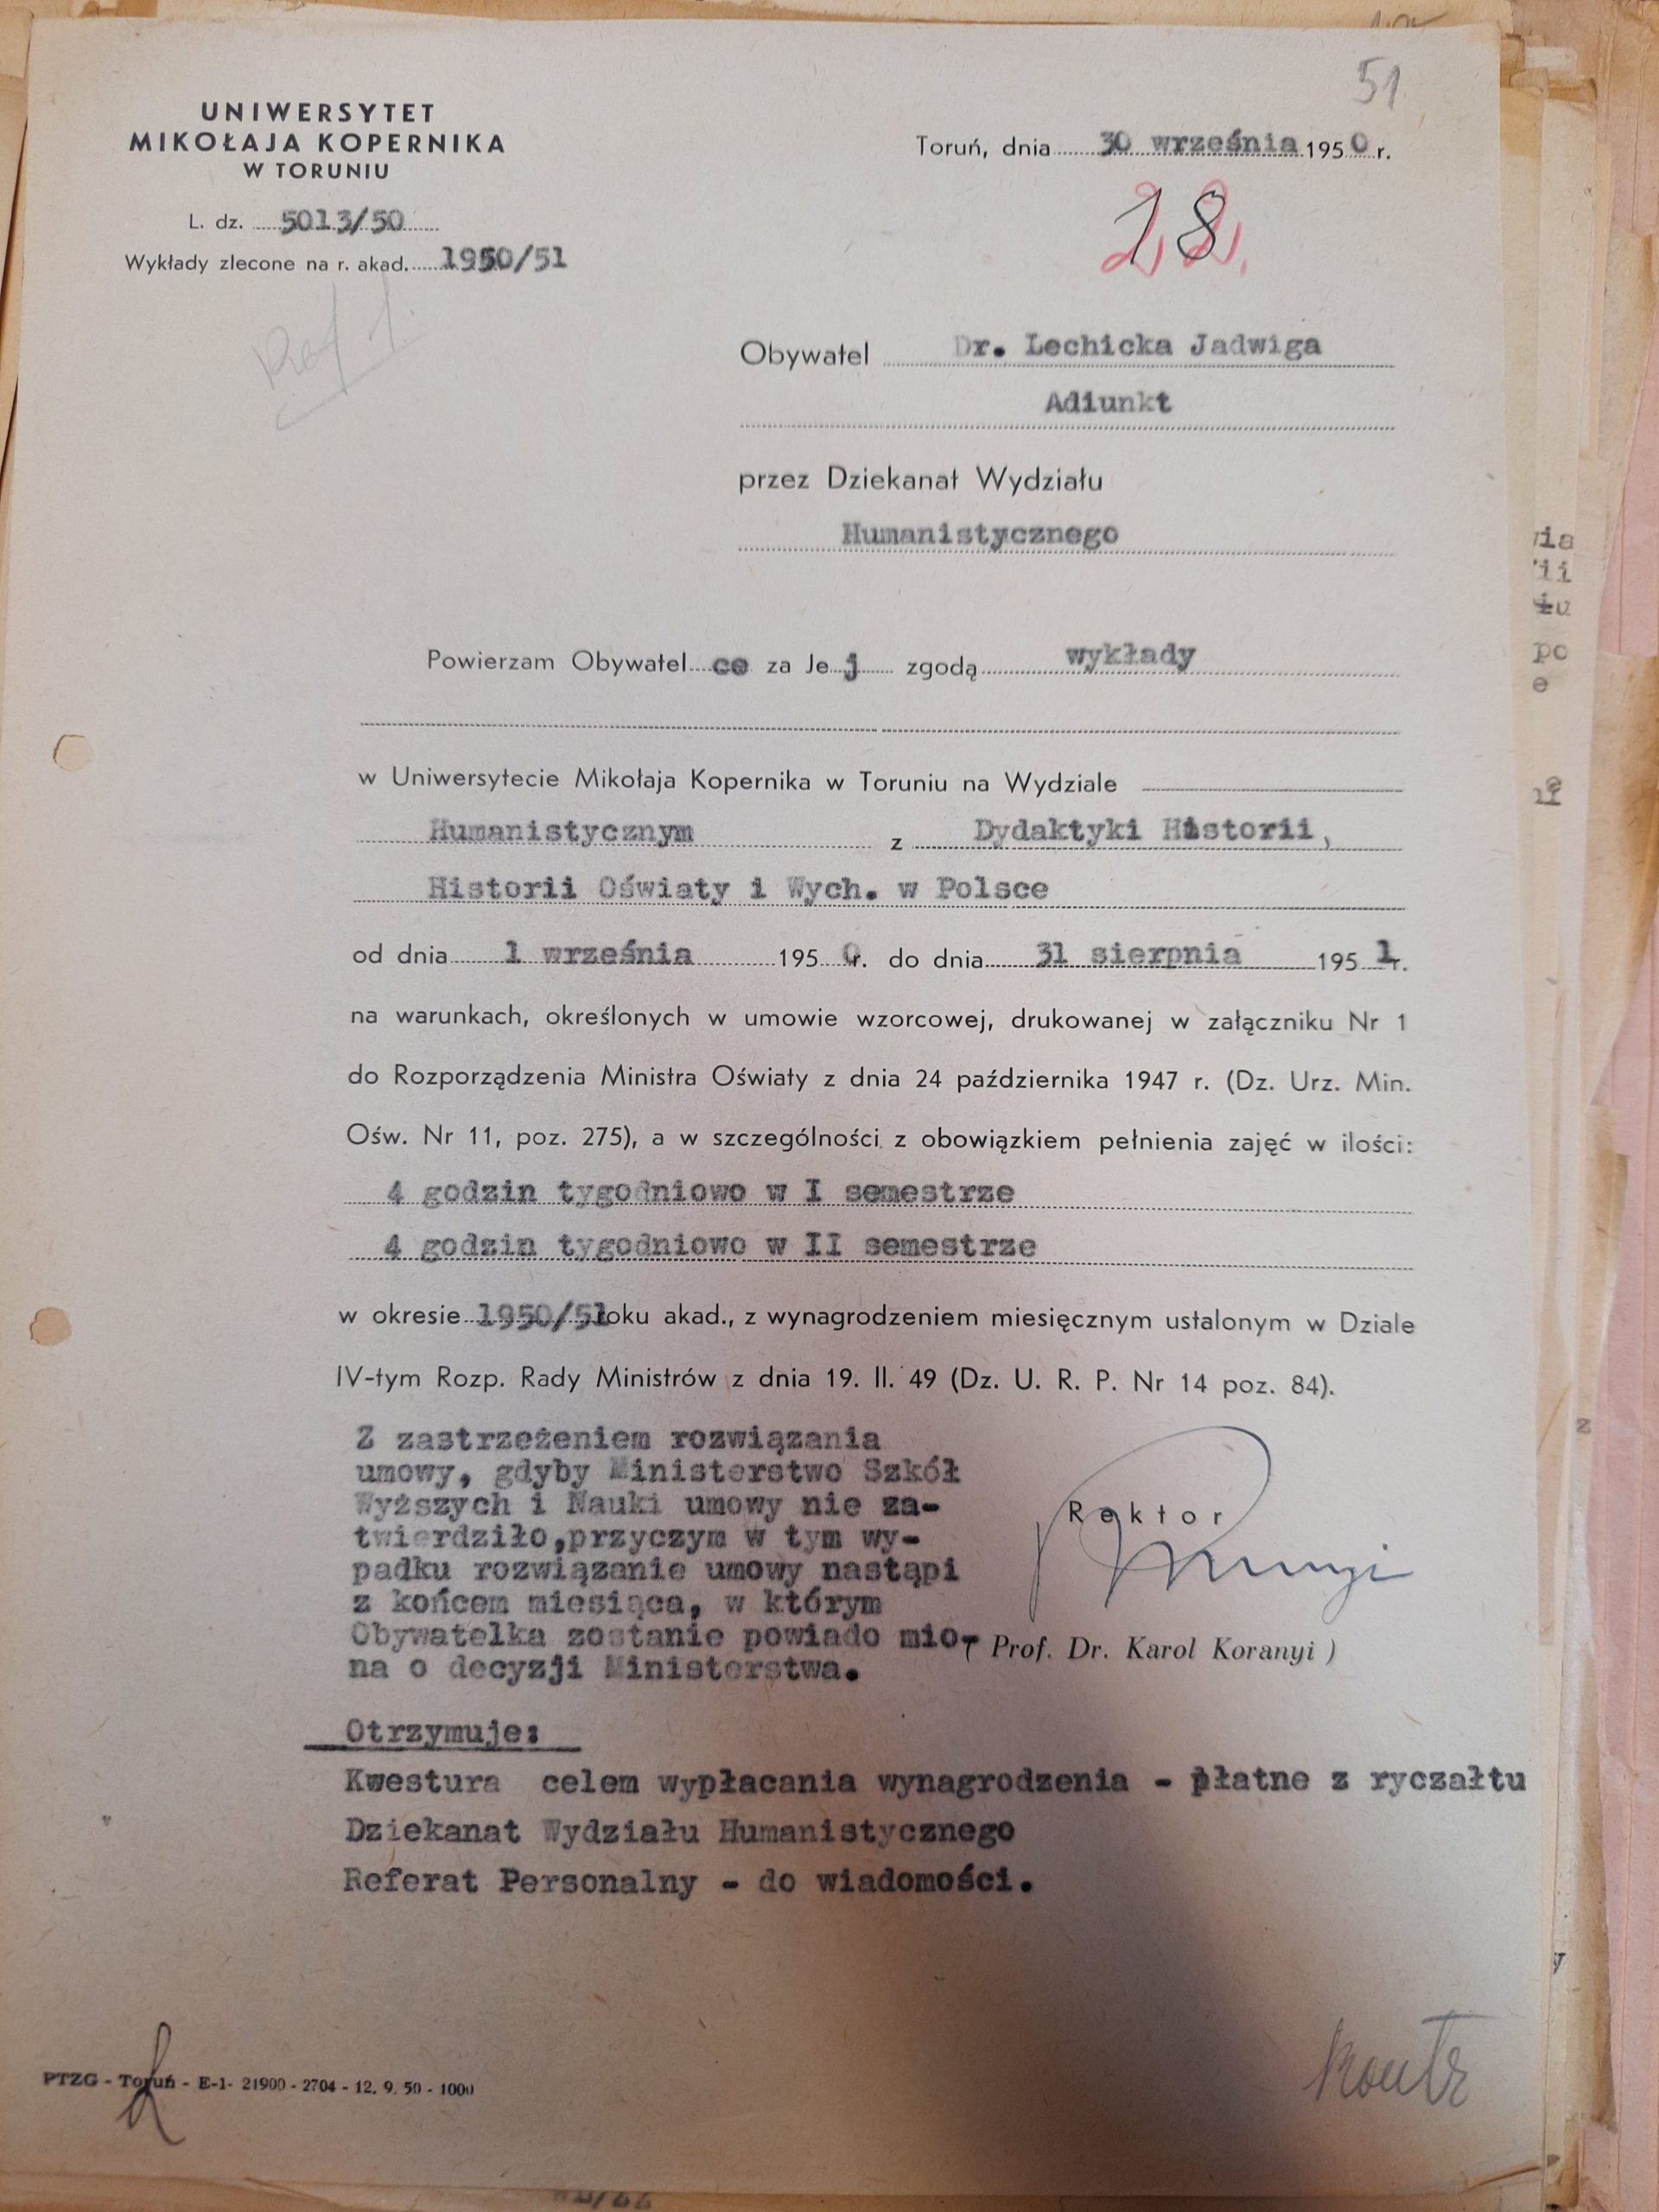 51
UNIWERSYTET
MIKOŁAJA KOPERNIKA
W TORUNIU
Toruń, dnia 30 września 1950 r.
L. dz. 5013/50
Wykłady zlecone na r. akad. 1950/51
18
Ref 1.
Obywatel Dr. Lechicka Jadwiga
Adiunkt
przez Dziekanat Wydziału
Humanistycznego
Powierzam Obywatel ce za Je j zgodą wykłady
w Uniwersytecie Mikołaja Kopernika w Toruniu na Wydziale
Humanistycznym z Dydaktyki Historii,
Historii Oświaty i Wych. w Polsce
od dnia 1 września 1950 r. do dnia 31 sierpnia 1951 r.
na warunkach, określonych w umowie wzorcowej, drukowanej w załączniku Nr 1
do Rozporządzenia Ministra Oświaty z dnia 24 października 1947 r. (Dz. Urz. Min.
Ośw. Nr 11, poz. 275), a w szczególności z obowiązkiem pełnienia zajęć w ilości:
4 godzin tygodniowo w I semestrze
4 godzin tygodniowo w II semestrze
w okresie 1950/51 roku akad., z wynagrodzeniem miesięcznym ustalonym w Dziale
IV-tym Rozp. Rady Ministrów z dnia 19. II. 49 (Dz. U. R. P. Nr 14 poz. 84).
Z zastrzeżeniem rozwiązania
umowy, gdyby Ministerstwo Szkół
Wyższych i Nauki umowy nie za-
twierdziło,przyczym w tym wy-
padku rozwiązanie umowy nastąpi
z końcem miesiąca, w którym
Obywatelka zostanie powiado mio-
na o decyzji Ministerstwa.
Rektor
( Prof. Dr. Karol Koranyi )
Otrzymuje:
Kwestura celem wypłacania wynagrodzenia - płatne z ryczałtu
Dziekanat Wydziału Humanistycznego
Referat Personalny - do wiadomości.
PTZG - Toruń - E-1- 21900 - 2704 - 12. 9. 50 - 1000
kontr